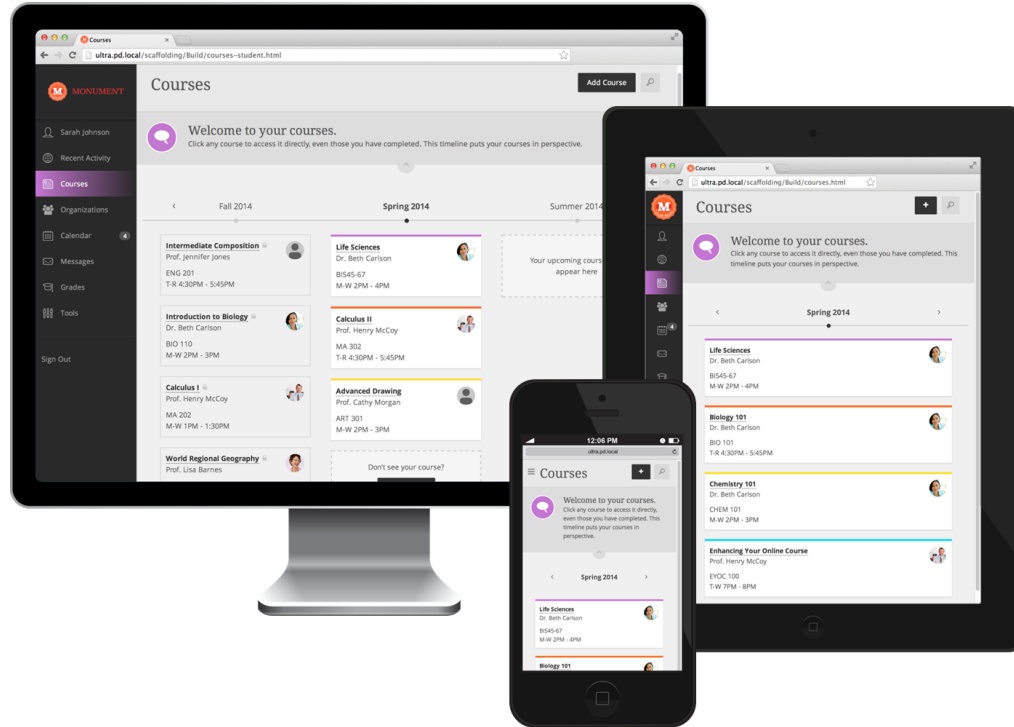 Courses
ultra.pd.local/scaffolding/Build/courses-student.html
M MONUMENT
Sarah Johnson
Recent Activity
Courses
Organizations
Calendar 4
Messages
Grades
Tools
Sign Out
Courses
Add Course
Welcome to your courses.
Click any course to access it directly, even those you have completed. This timeline puts your courses in perspective.
Fall 2014
Spring 2014
Summer 2014
Intermediate Composition
Prof. Jennifer Jones
ENG 201
T-R 4:30PM - 5:45PM
Introduction to Biology
Dr. Beth Carlson
BIO 110
M-W 2PM - 3PM
Calculus I
Prof. Henry McCoy
MA 202
M-W 1PM - 1:30PM
World Regional Geography
Prof. Lisa Barnes
Life Sciences
Dr. Beth Carlson
BIS45-67
M-W 2PM - 4PM
Calculus II
Prof. Henry McCoy
MA 302
T-R 4:30PM - 5:45PM
Advanced Drawing
Prof. Cathy Morgan
ART 301
M-W 2PM - 3PM
Don't see your course?
Your upcoming cours
appear here
Courses
ultra.pd.local/scaffolding/Build/courses.html
M
4
Courses
+
Welcome to your courses.
Click any course to access it directly, even those you have completed. This
timeline puts your courses in perspective.
Spring 2014
Life Sciences
Dr. Beth Carlson
BIS45-67
M-W 2PM - 4PM
Biology 101
Dr. Beth Carlson
BIO 101
T-R 4:30PM - 5:45PM
Chemistry 101
Dr. Beth Carlson
CHEM 101
M-W 2PM - 3PM
Enhancing Your Online Course
Prof. Henry McCoy
EYOC 100
T-W 7PM - 8PM
12:06 PM
ultra.pd.local
Courses
+
Welcome to your courses.
Click any course to access it directly,
even those you have completed. This
timeline puts your courses in
perspective.
Spring 2014
Life Sciences
Dr. Beth Carlson
BIS45-67
M-W 2PM - 4PM
Biology 101